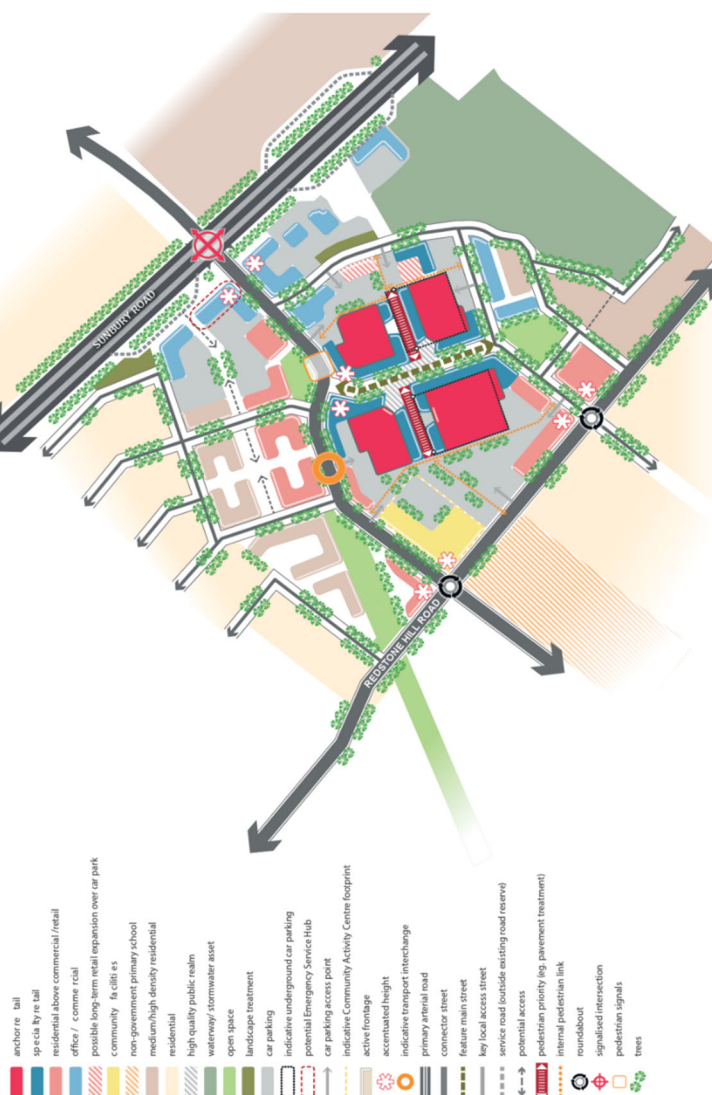 SUNBURY ROAD
REDSTONE HILL ROAD
anchor re tail
sp e cia lty re tail
residential above commercial /retail
office / comme rcial
possible long-term retail expansion over car park
community fa ciliti es
non-government primary school
medium/high density residential
residential
high quality public realm
waterway/ stormwater asset
open space
landscape treatment
car parking
indicative underground car parking
potential Emergency Service Hub
car parking access point
indicative Community Activity Centre footprint
active frontage
accentuated height
indicative transport interchange
primary arterial road
connector street
feature main street
key local access street
service road (outside existing road reserve)
potential access
pedestrian priority (eg. pavement treatment)
internal pedestrian link
roundabout
signalised intersection
pedestrian signals
trees